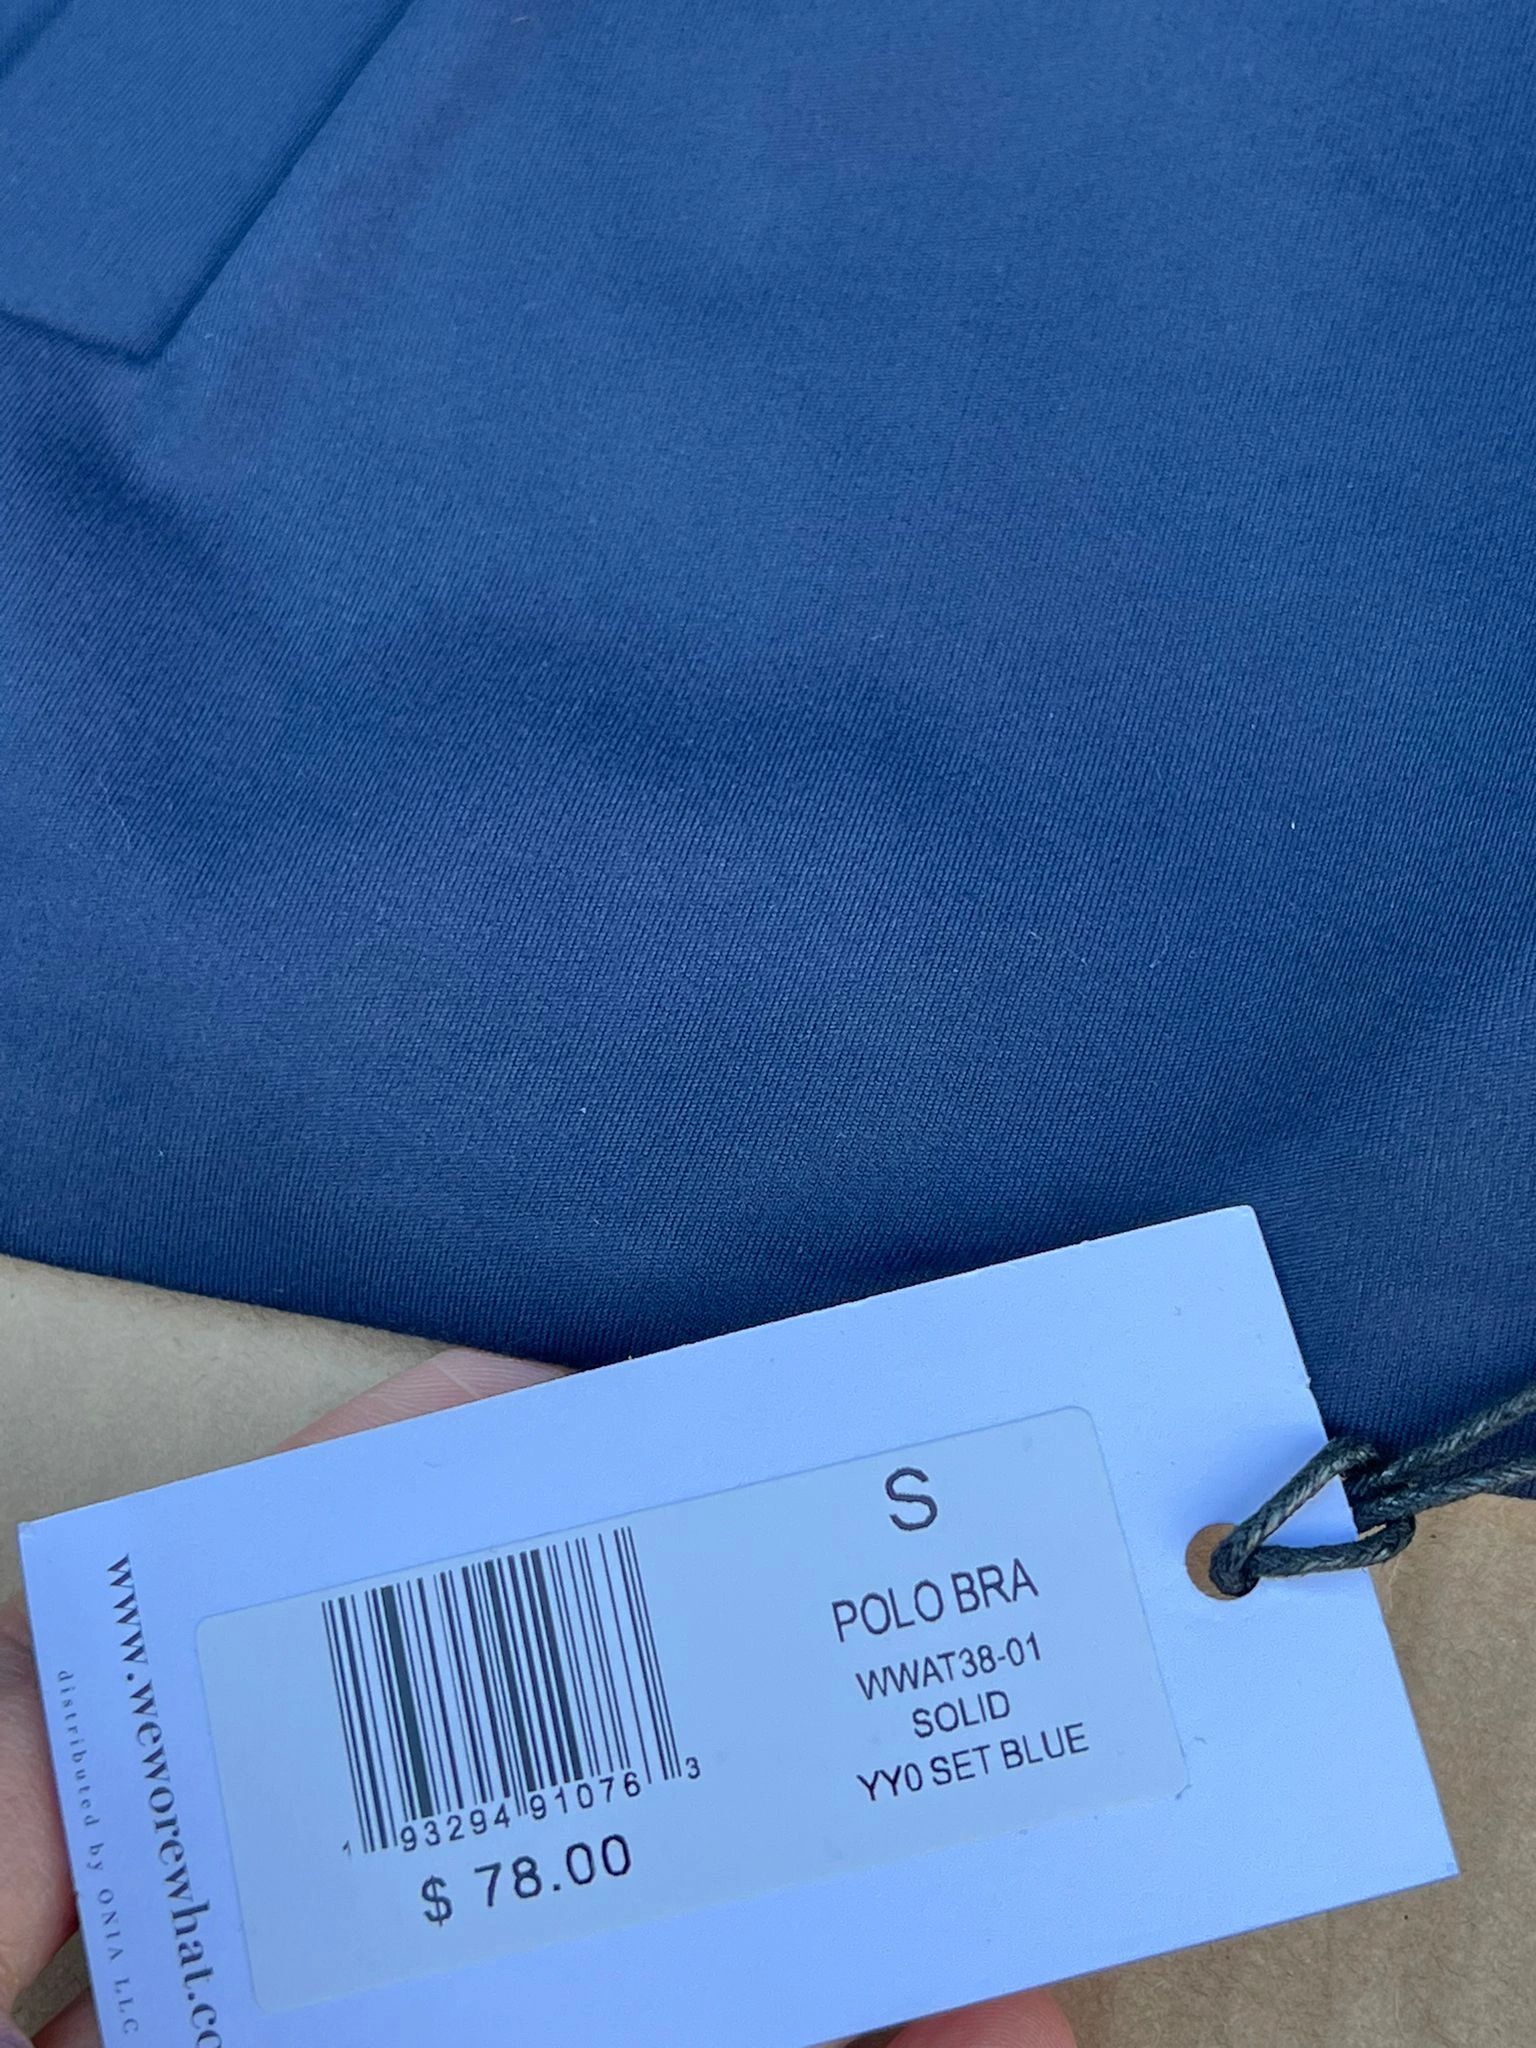 S
POLO BRA
WWAT38-01
SOLID
YY0 SET BLUE
1 93294 91076 3
$ 78.00
www.weworewhat.co
distributed by ONIA LLC